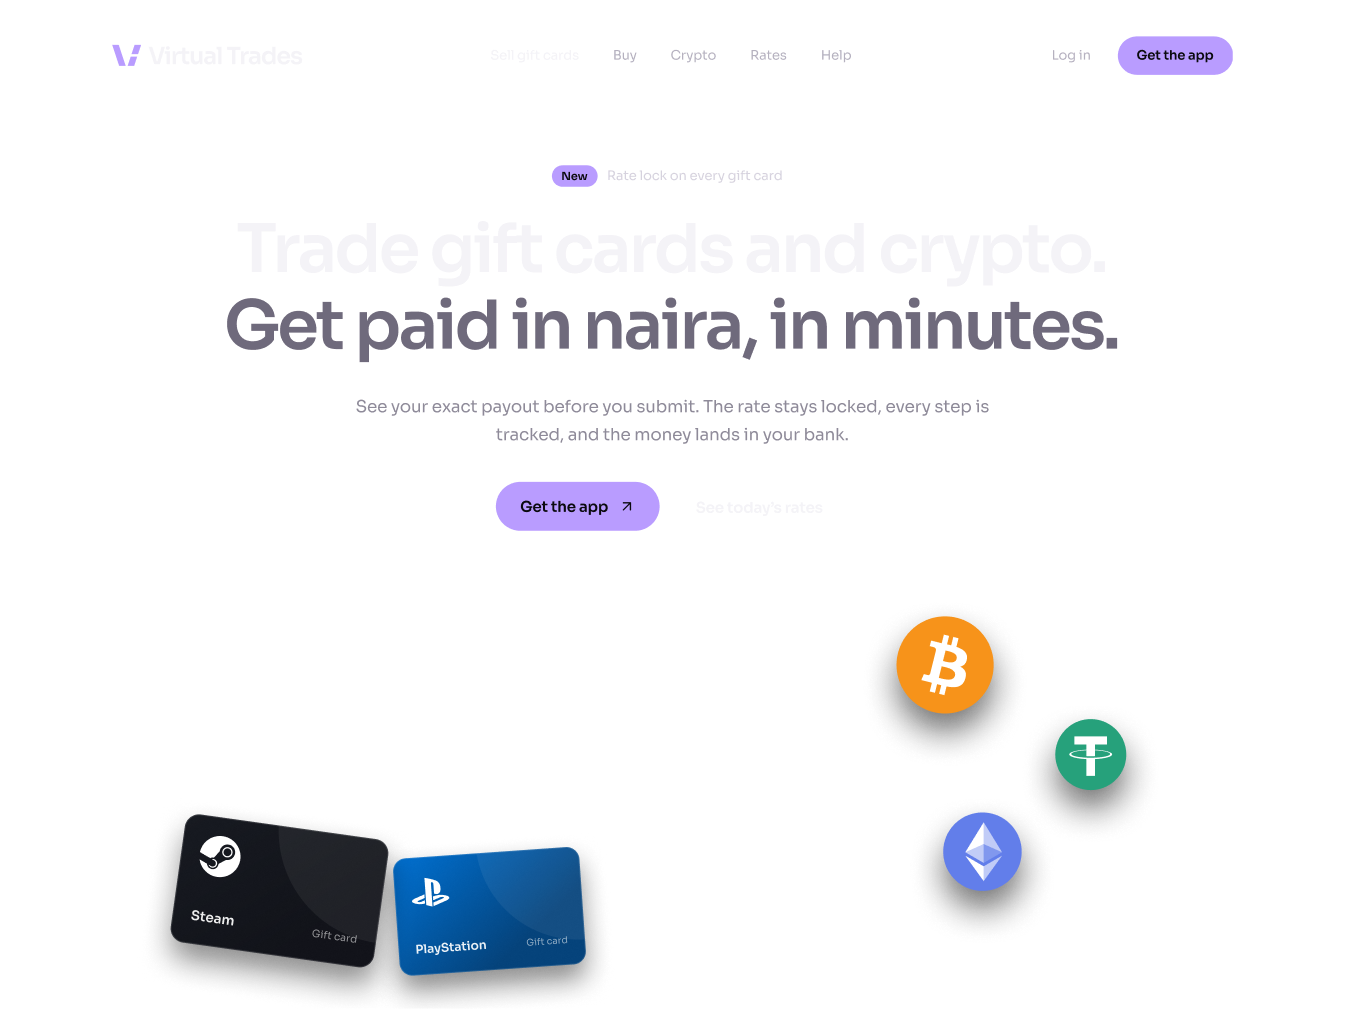 Virtual Trades
Sell gift cards
Buy
Crypto
Rates
Help
Log in
Get the app
New
Rate lock on every gift card
Trade gift cards and crypto.
Get paid in naira, in minutes.
See your exact payout before you submit. The rate stays locked, every step is
tracked, and the money lands in your bank.
Get the app
See today's rates
Steam
Gift card
PlayStation
Gift card